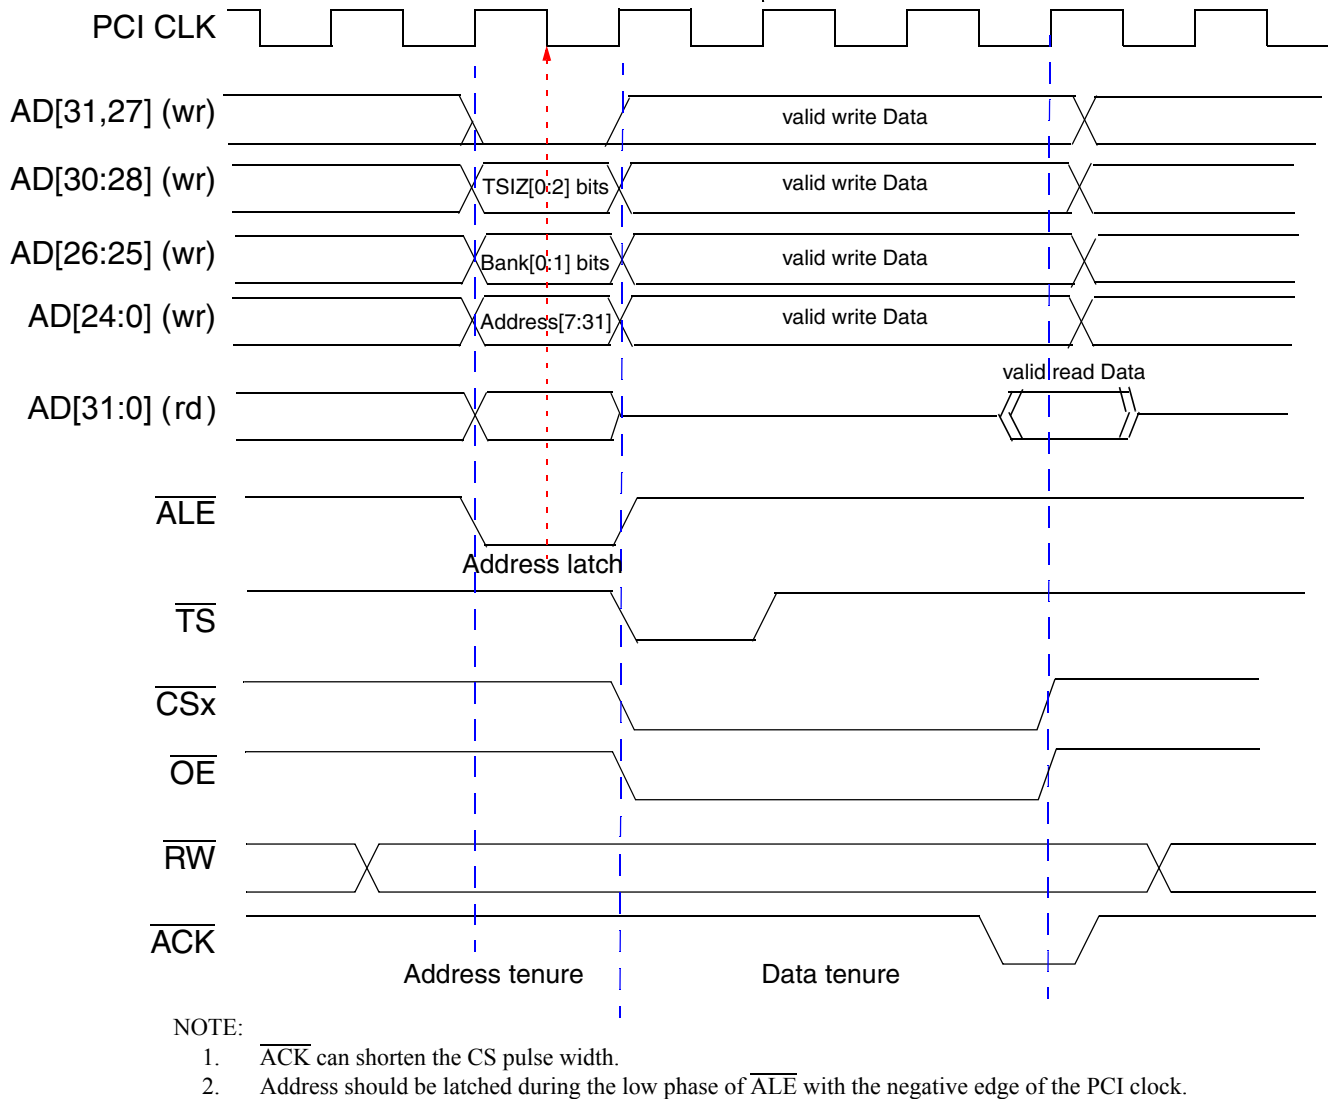 PCI CLK
AD[31,27] (wr)
valid write Data
AD[30:28] (wr)
TSIZ[0:2] bits
valid write Data
AD[26:25] (wr)
Bank[0:1] bits
valid write Data
AD[24:0] (wr)
Address[7:31]
valid write Data
valid read Data
AD[31:0] (rd)
ALE
Address latch
TS
CSx
OE
RW
ACK
Address tenure
Data tenure
NOTE:
1. ACK can shorten the CS pulse width.
2. Address should be latched during the low phase of ALE with the negative edge of the PCI clock.